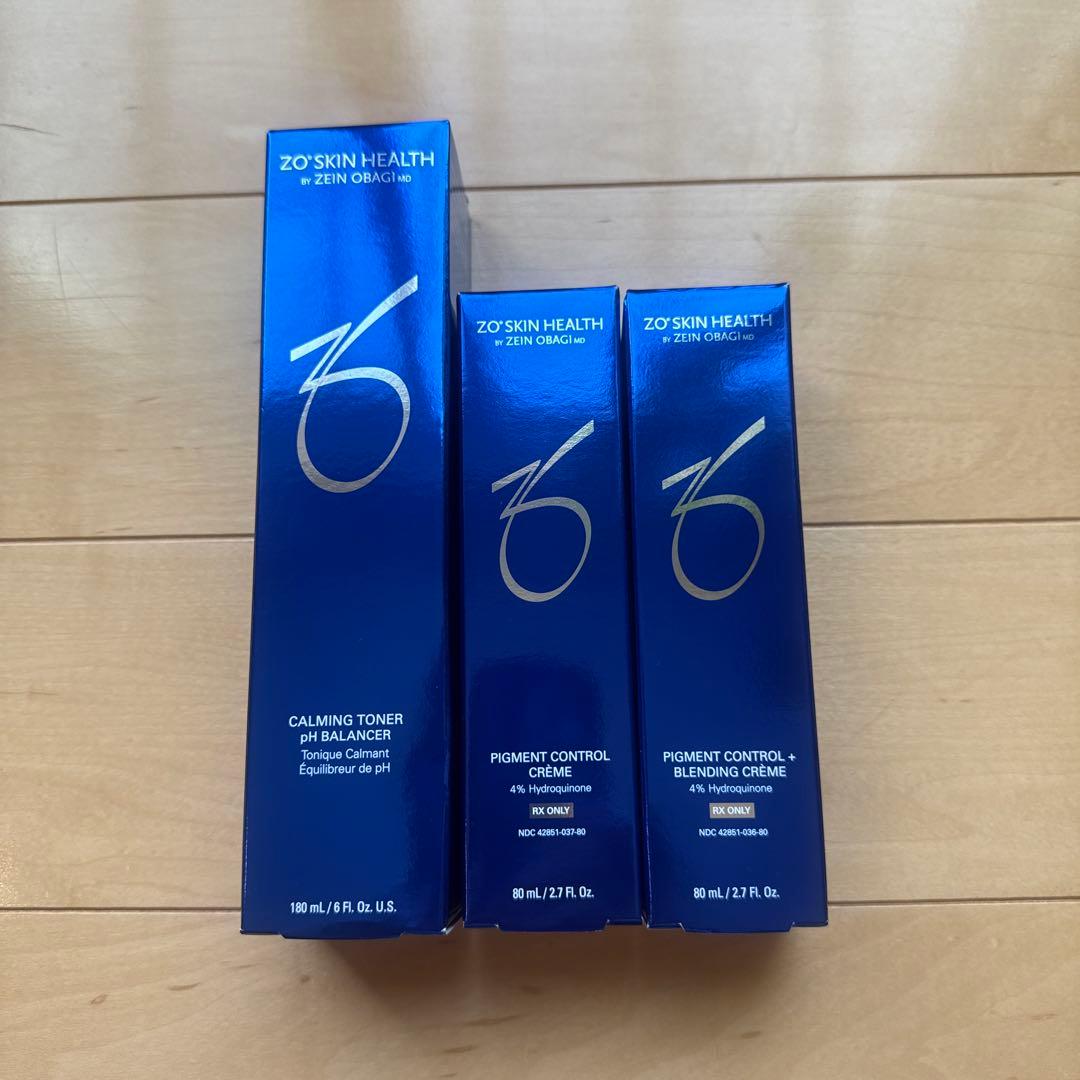 ZO® SKIN HEALTH
BY ZEIN OBAGI MD
CALMING TONER
pH BALANCER
Tonique Calmant
Équilibreur de pH
180 mL / 6 Fl. Oz. U.S.
ZO® SKIN HEALTH
BY ZEIN OBAGI MD
PIGMENT CONTROL
CRÈME
4% Hydroquinone
RX ONLY
NDC 42851-037-80
80 mL / 2.7 Fl. Oz.
ZO® SKIN HEALTH
BY ZEIN OBAGI MD
PIGMENT CONTROL +
BLENDING CRÈME
4% Hydroquinone
RX ONLY
NDC 42851-036-80
80 mL / 2.7 Fl. Oz.